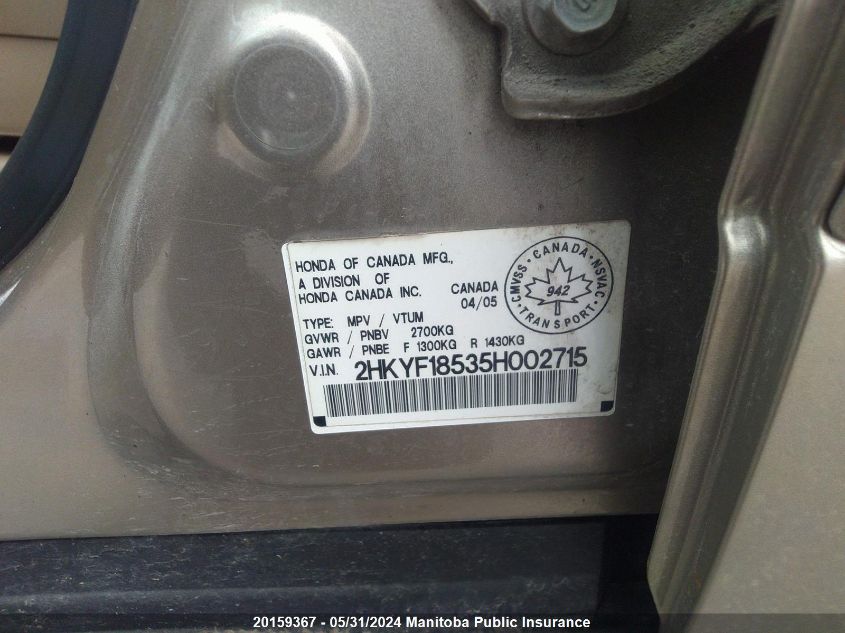 HONDA OF CANADA MFG.,
A DIVISION OF
HONDA CANADA INC.
CANADA
04/05
CMVSS · CANADA · NSVAC
942
TRANSPORT
TYPE: MPV / VTUM
GVWR / PNBV 2700KG
GAWR / PNBE F 1300KG R 1430KG
V.I.N. 2HKYF18535H002715
20159367 - 05/31/2024 Manitoba Public Insurance